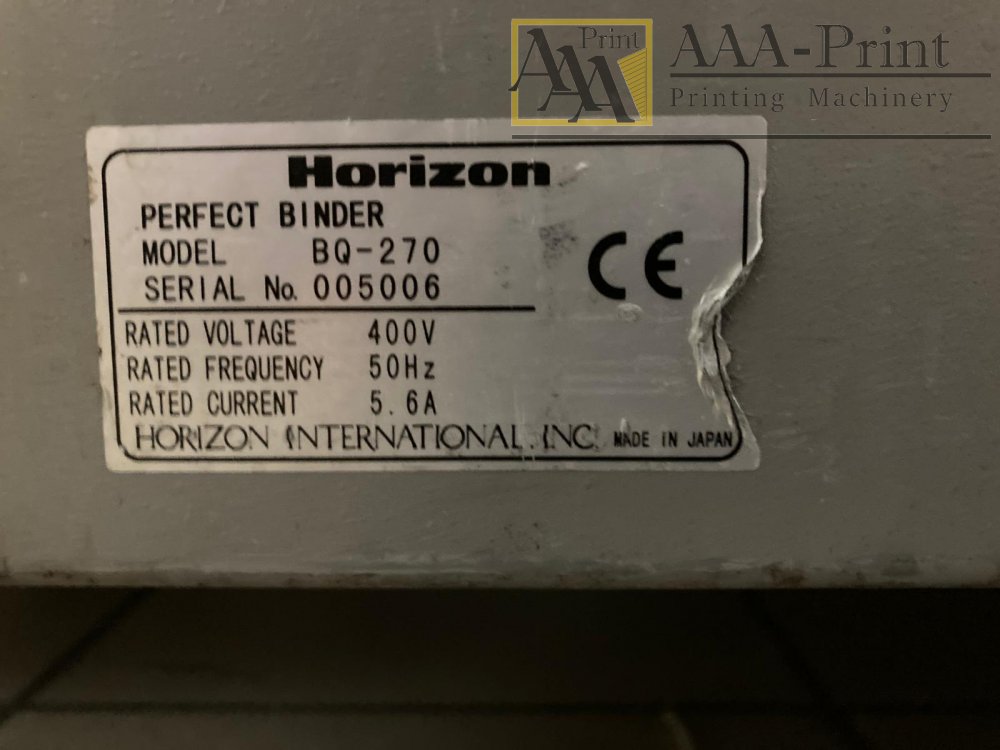 Print
AAA
AAA-Print
Printing Machinery
Horizon
PERFECT BINDER
MODEL BQ-270
SERIAL No. 005006
CE
RATED VOLTAGE 400V
RATED FREQUENCY 50Hz
RATED CURRENT 5.6A
HORIZON INTERNATIONAL INC. MADE IN JAPAN